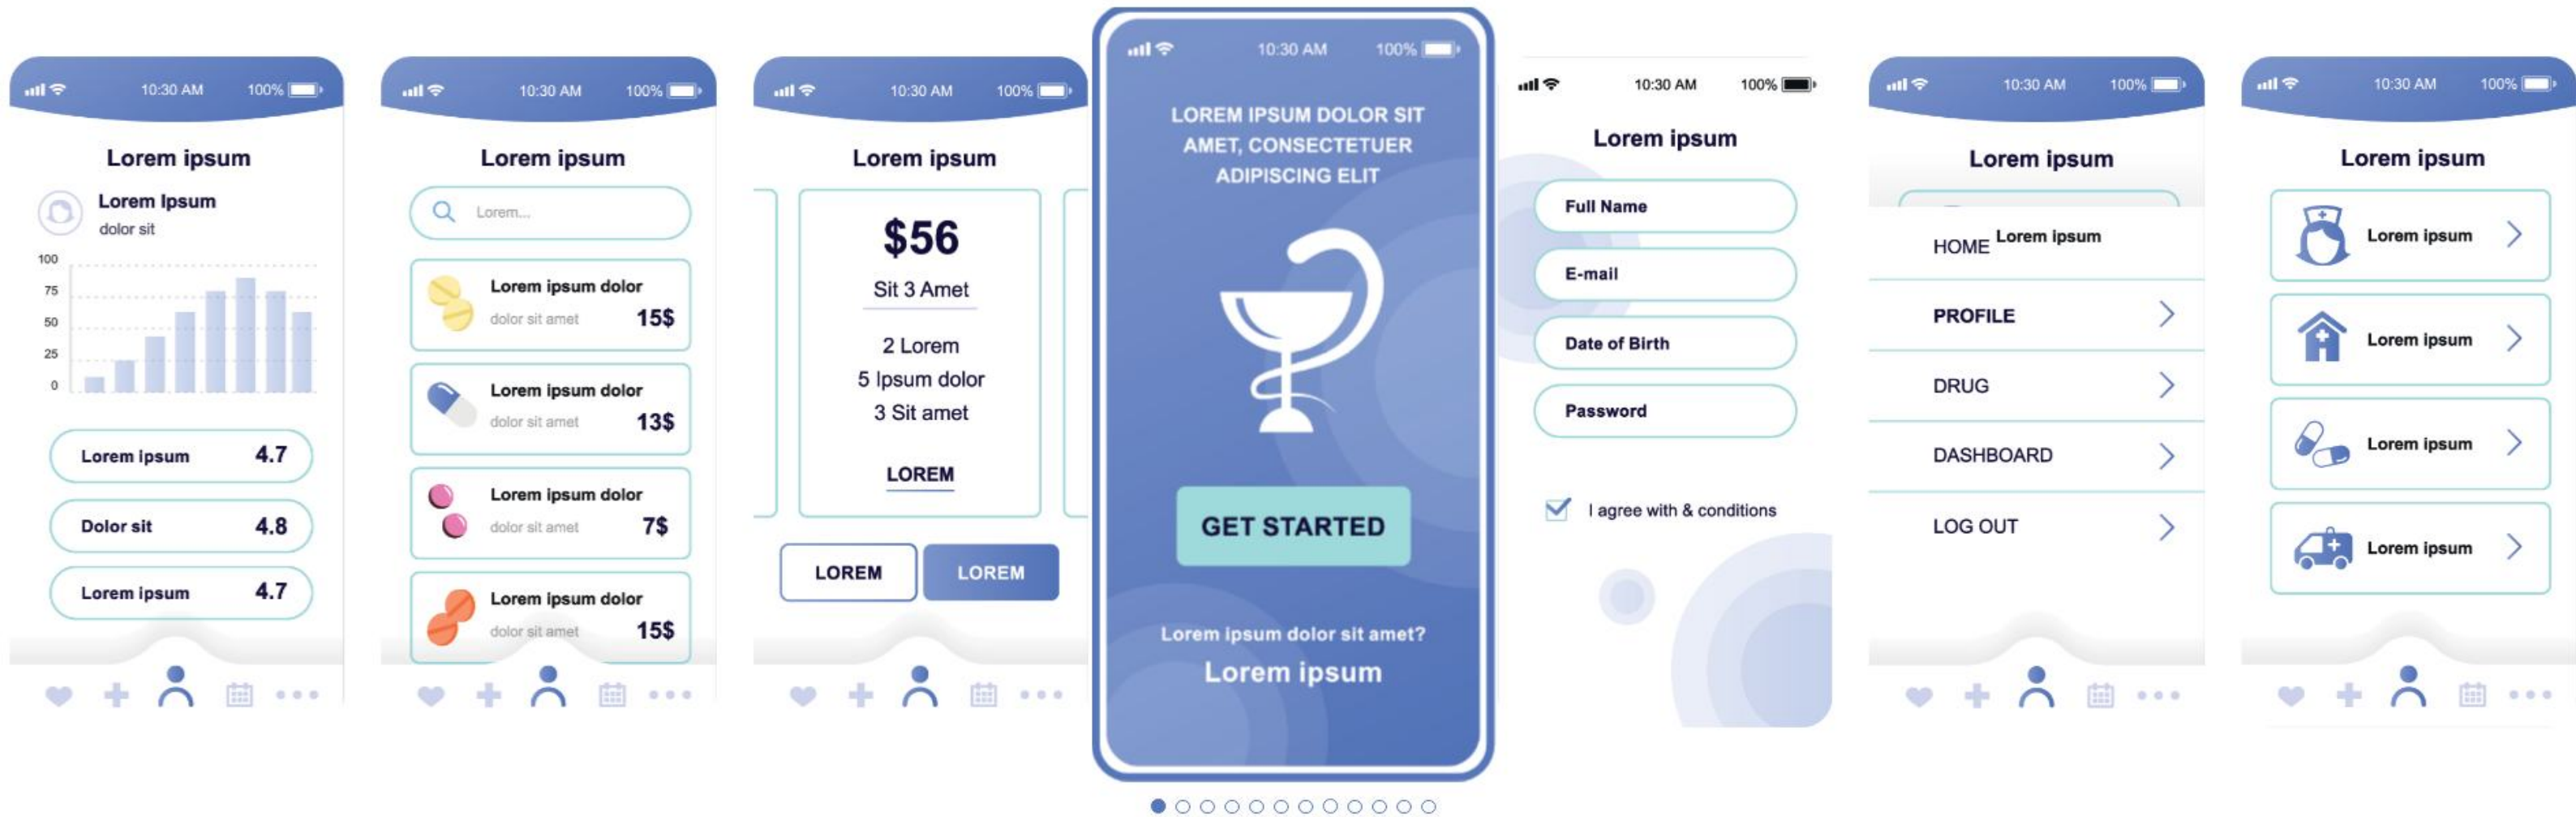 10:30 AM 100%
Lorem ipsum
Lorem Ipsum
dolor sit
100
75
50
25
0
Lorem ipsum 4.7
Dolor sit 4.8
Lorem ipsum 4.7
10:30 AM 100%
Lorem ipsum
Lorem...
Lorem ipsum dolor
dolor sit amet 15$
Lorem ipsum dolor
dolor sit amet 13$
Lorem ipsum dolor
dolor sit amet 7$
Lorem ipsum dolor
dolor sit amet 15$
10:30 AM 100%
Lorem ipsum
$56
Sit 3 Amet
2 Lorem
5 Ipsum dolor
3 Sit amet
LOREM
LOREM LOREM
10:30 AM 100%
LOREM IPSUM DOLOR SIT
AMET, CONSECTETUER
ADIPISCING ELIT
GET STARTED
Lorem ipsum dolor sit amet?
Lorem ipsum
10:30 AM 100%
Lorem ipsum
Full Name
E-mail
Date of Birth
Password
I agree with & conditions
10:30 AM 100%
Lorem ipsum
HOME Lorem ipsum
PROFILE
DRUG
DASHBOARD
LOG OUT
10:30 AM 100%
Lorem ipsum
Lorem ipsum
Lorem ipsum
Lorem ipsum
Lorem ipsum